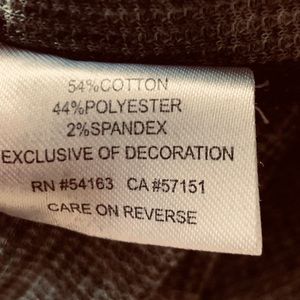 54%COTTON
44%POLYESTER
2%SPANDEX
EXCLUSIVE OF DECORATION
RN #54163 CA #57151
CARE ON REVERSE